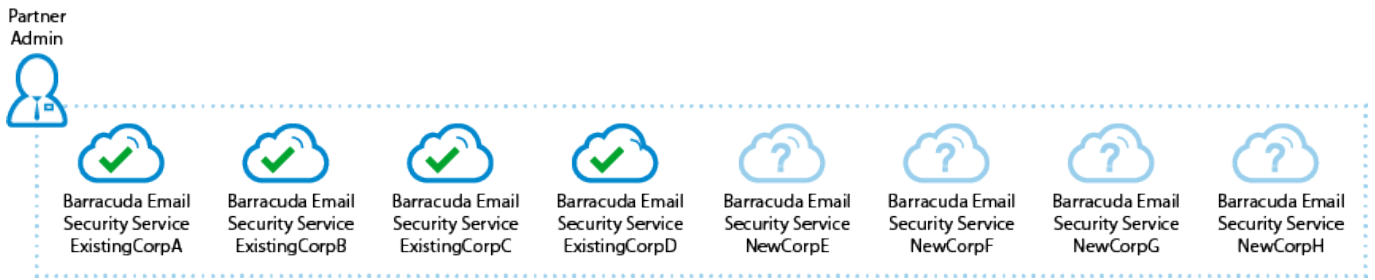 Partner
Admin
Barracuda Email
Security Service
ExistingCorpA
Barracuda Email
Security Service
ExistingCorpB
Barracuda Email
Security Service
ExistingCorpC
Barracuda Email
Security Service
ExistingCorpD
?
Barracuda Email
Security Service
NewCorpE
?
Barracuda Email
Security Service
NewCorpF
?
Barracuda Email
Security Service
NewCorpG
?
Barracuda Email
Security Service
NewCorpH